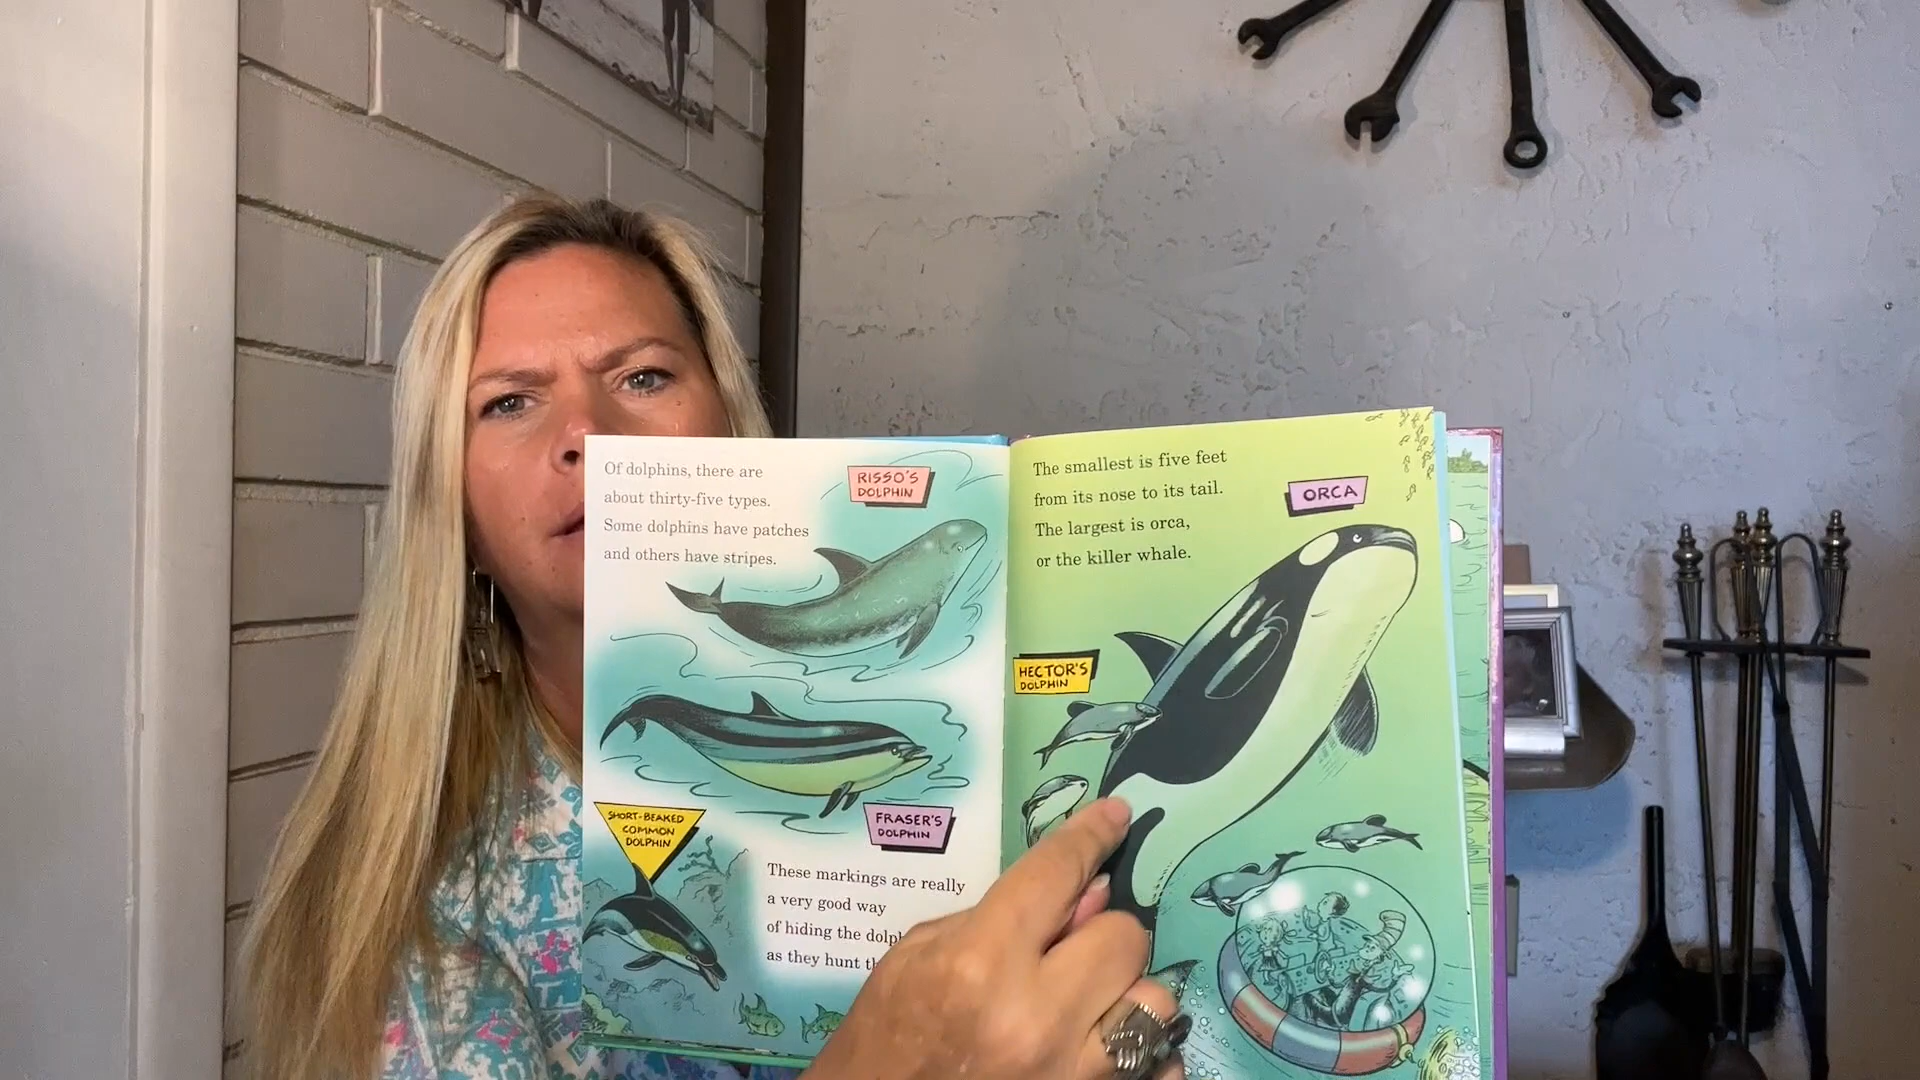 Of dolphins, there are
about thirty-five types.
Some dolphins have patches
and others have stripes.
RISSO'S
DOLPHIN
SHORT-BEAKED
COMMON
DOLPHIN
FRASER'S
DOLPHIN
These markings are really
a very good way
of hiding the
as they hunt
The smallest is five feet
from its nose to its tail.
The largest is orca,
or the killer whale.
ORCA
HECTOR'S
DOLPHIN